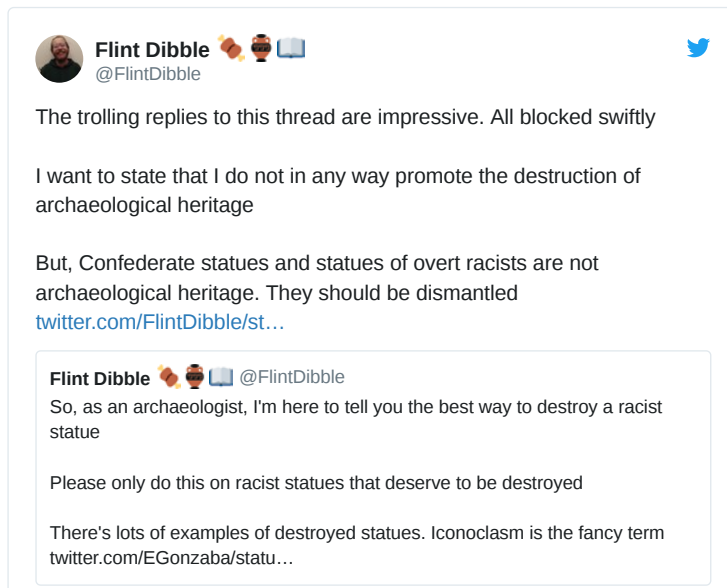 Flint Dibble 🍖 🏺 📖
@FlintDibble
The trolling replies to this thread are impressive. All blocked swiftly
I want to state that I do not in any way promote the destruction of
archaeological heritage
But, Confederate statues and statues of overt racists are not
archaeological heritage. They should be dismantled
twitter.com/FlintDibble/st…
Flint Dibble 🍖 🏺 📖 @FlintDibble
So, as an archaeologist, I'm here to tell you the best way to destroy a racist
statue
Please only do this on racist statues that deserve to be destroyed
There's lots of examples of destroyed statues. Iconoclasm is the fancy term
twitter.com/EGonzaba/statu…